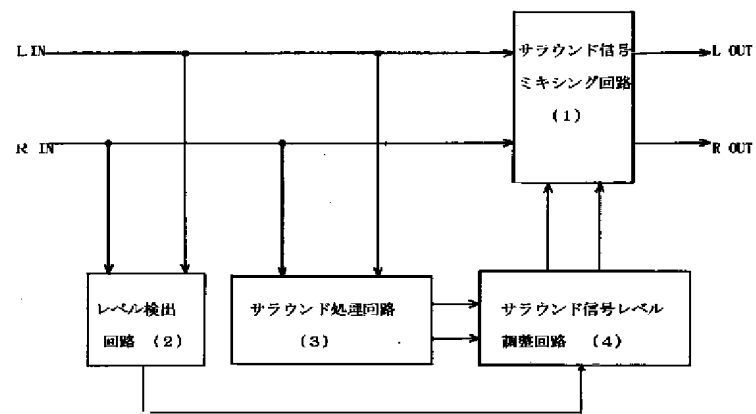 L IN
サラウンド信号
ミキシング回路
(1)
L OUT
R IN
R OUT
レベル検出
回路 (2)
サラウンド処理回路
(3)
サラウンド信号レベル
調整回路 (4)